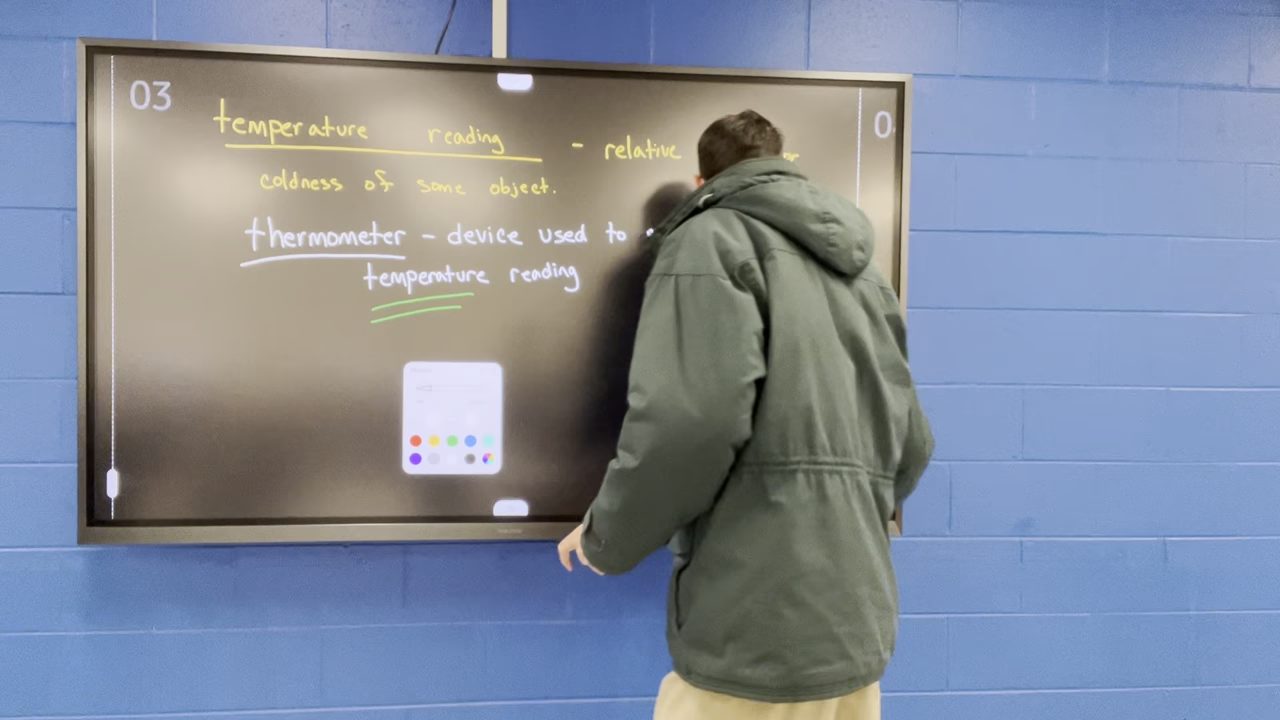 03
temperature reading - relative
coldness of some object.
thermometer - device used to
temperature reading